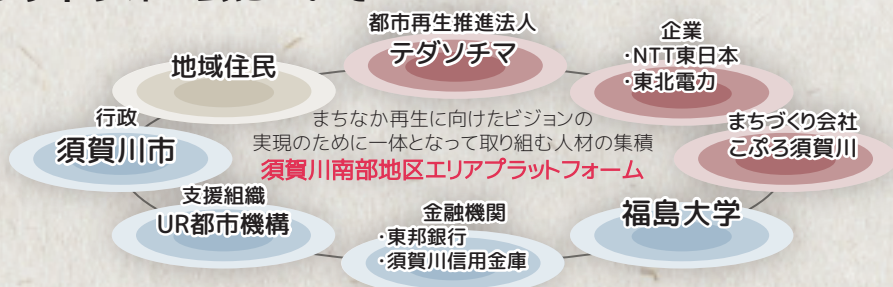 都市再生推進法人
テダソチマ
企業
・NTT東日本
・東北電力
地域住民
まちづくり会社
こぷろ須賀川
行政
須賀川市
まちなか再生に向けたビジョンの
実現のために一体となって取り組む人材の集積
須賀川南部地区エリアプラットフォーム
支援組織
UR都市機構
金融機関
・東邦銀行
・須賀川信用金庫
福島大学